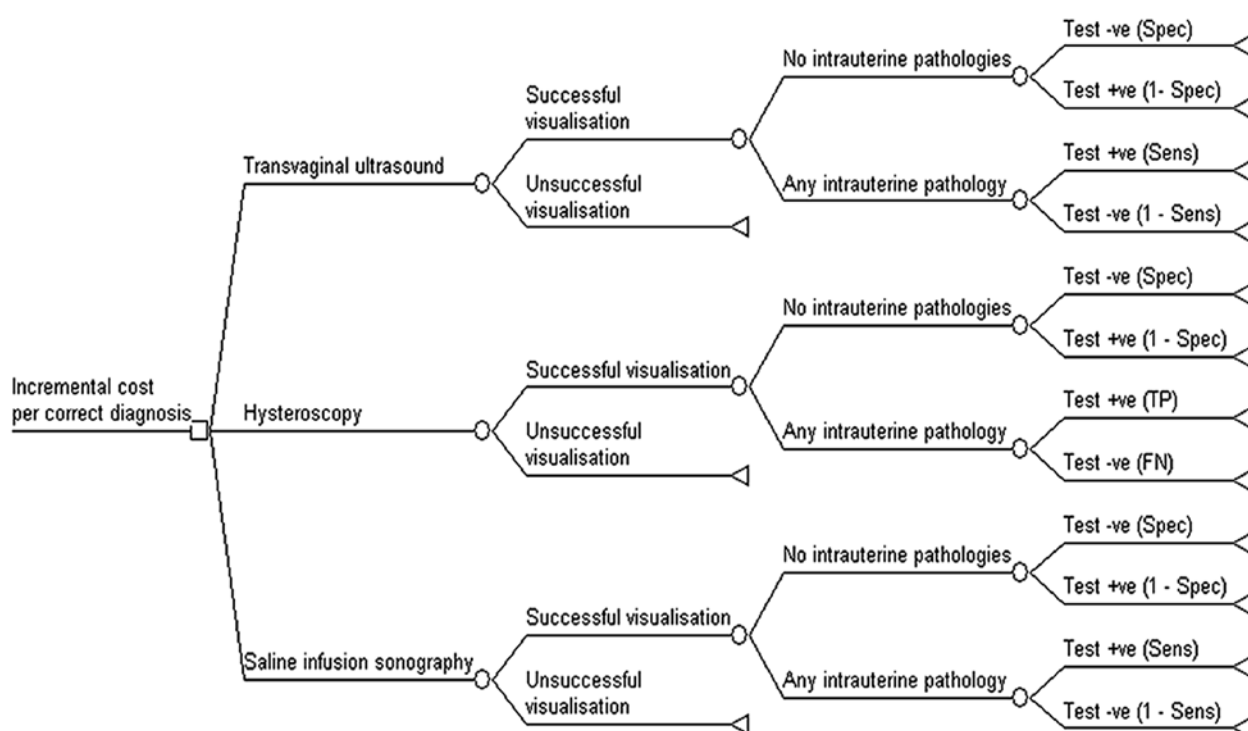 Test -ve (Spec)
No intrauterine pathologies
Test +ve (1- Spec)
Successful
visualisation
Test +ve (Sens)
Transvaginal ultrasound
Unsuccessful
visualisation
Any intrauterine pathology
Test -ve (1 - Sens)
Test -ve (Spec)
No intrauterine pathologies
Test +ve (1 - Spec)
Successful visualisation
Incremental cost
per correct diagnosis
Hysteroscopy
Test +ve (TP)
Unsuccessful
visualisation
Any intrauterine pathology
Test -ve (FN)
Test -ve (Spec)
No intrauterine pathologies
Test +ve (1 - Spec)
Successful visualisation
Saline infusion sonography
Test +ve (Sens)
Unsuccessful
visualisation
Any intrauterine pathology
Test -ve (1 - Sens)